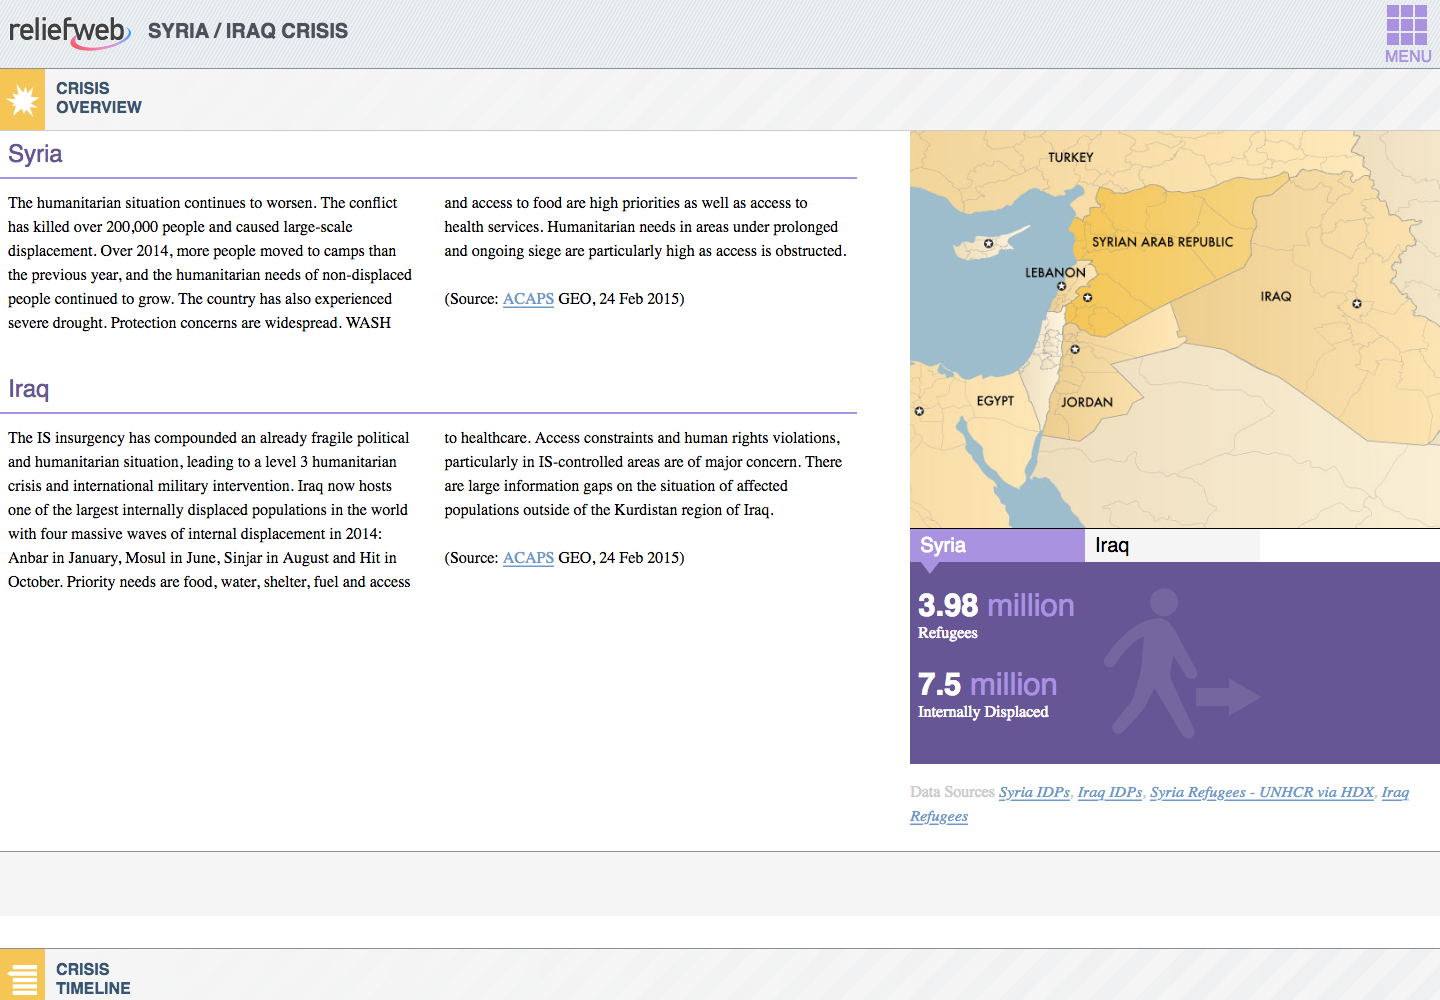 reliefweb SYRIA / IRAQ CRISIS
MENU
CRISIS
OVERVIEW
Syria
The humanitarian situation continues to worsen. The conflict
has killed over 200,000 people and caused large-scale
displacement. Over 2014, more people moved to camps than
the previous year, and the humanitarian needs of non-displaced
people continued to grow. The country has also experienced
severe drought. Protection concerns are widespread. WASH
and access to food are high priorities as well as access to
health services. Humanitarian needs in areas under prolonged
and ongoing siege are particularly high as access is obstructed.
(Source: ACAPS GEO, 24 Feb 2015)
Iraq
The IS insurgency has compounded an already fragile political
and humanitarian situation, leading to a level 3 humanitarian
crisis and international military intervention. Iraq now hosts
one of the largest internally displaced populations in the world
with four massive waves of internal displacement in 2014:
Anbar in January, Mosul in June, Sinjar in August and Hit in
October. Priority needs are food, water, shelter, fuel and access
to healthcare. Access constraints and human rights violations,
particularly in IS-controlled areas are of major concern. There
are large information gaps on the situation of affected
populations outside of the Kurdistan region of Iraq.
(Source: ACAPS GEO, 24 Feb 2015)
TURKEY
SYRIAN ARAB REPUBLIC
LEBANON
IRAQ
EGYPT
JORDAN
Syria
Iraq
3.98 million
Refugees
7.5 million
Internally Displaced
Data Sources Syria IDPs, Iraq IDPs, Syria Refugees - UNHCR via HDX, Iraq
Refugees
CRISIS
TIMELINE